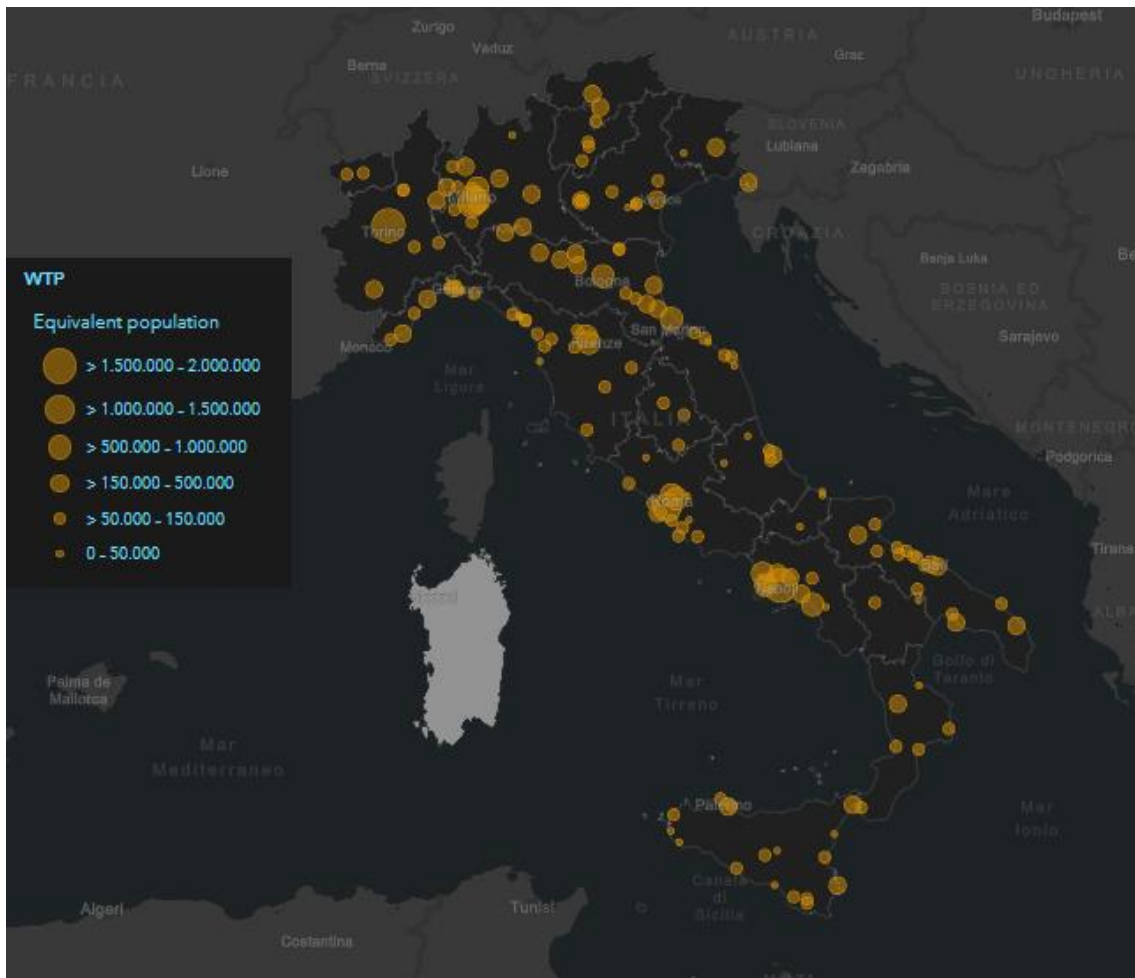 Budapest
Zurigo
Vaduz
AUSTRIA
Graz
Berna
SVIZZERA
FRANCIA
UNGHERIA
SLOVENIA
Lubiana
Lione
Zagabria
Milano
Venice
Torino
CROAZIA
Banja Luka
Be
Bologna
BOSNIA ED
ERZEGOVINA
Genova
WTP
Equivalent population
> 1.500.000 - 2.000.000
> 1.000.000 - 1.500.000
> 500.000 - 1.000.000
> 150.000 - 500.000
> 50.000 - 150.000
0 - 50.000
San Marino
Firenze
Monaco
Sarajevo
Mar
Ligure
ITALIA
MONTENEGRO
Podgorica
Roma
Mare
Adriatico
Tirana
Bari
Napoli
Sassari
ALBA
Golfo di
Taranto
Palma de
Mallorca
Mar
Tirreno
Mar
Mediterraneo
Palermo
Mar
Ionio
Canale
di
Sicilia
Algeri
Tunisi
Costantina